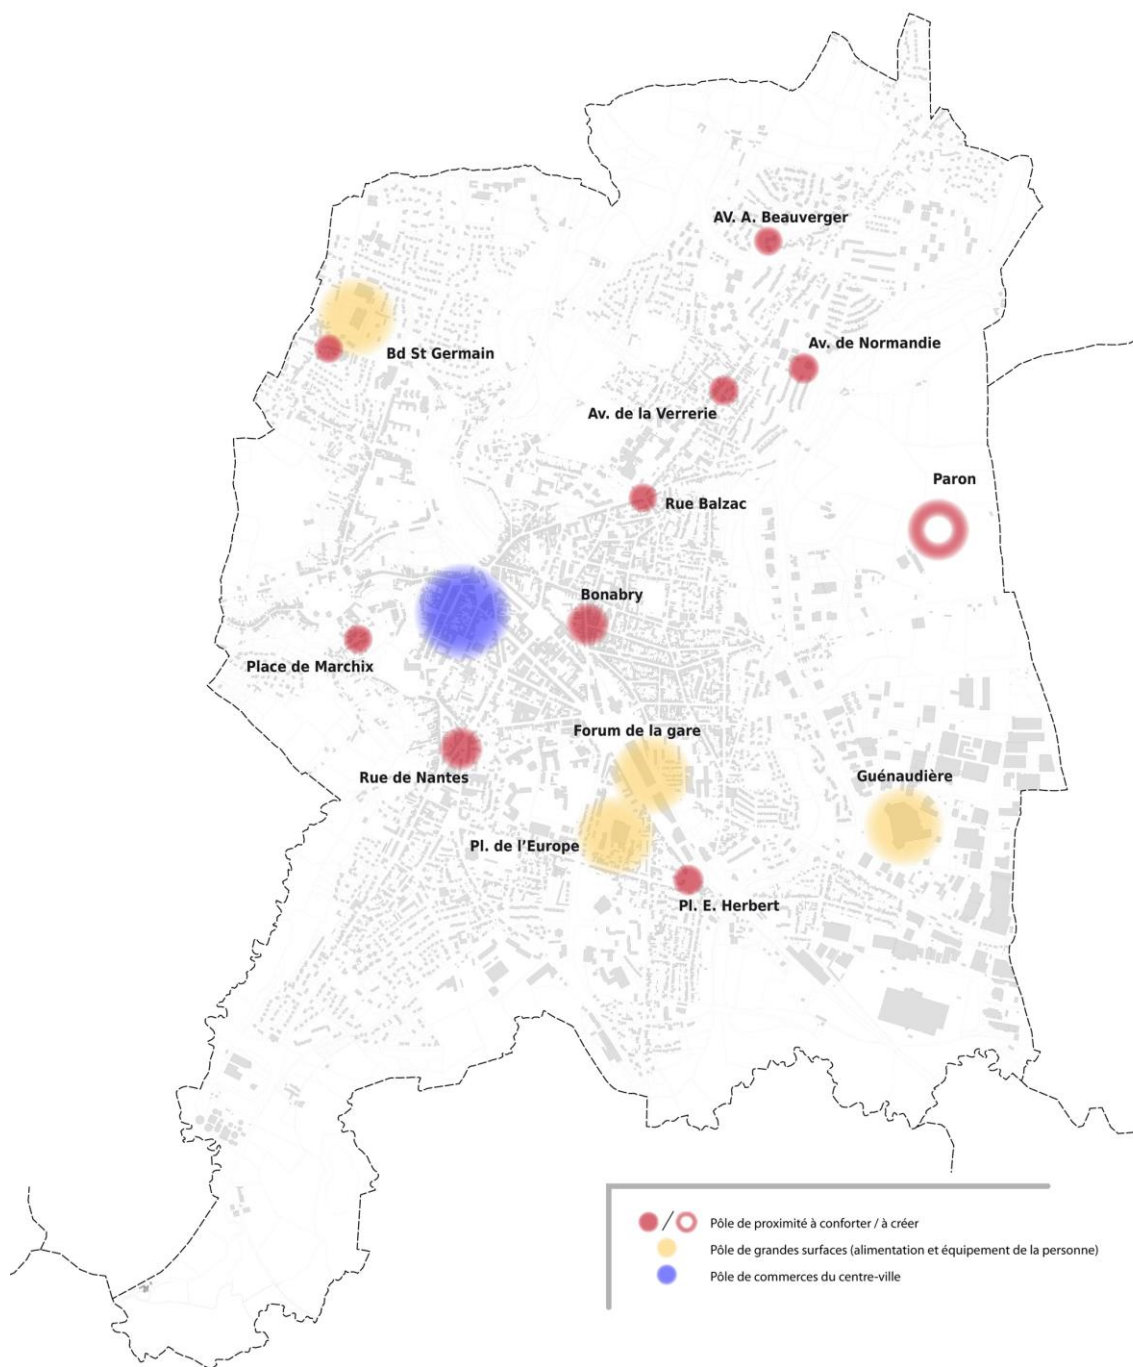 AV. A. Beauverger
Av. de Normandie
Bd St Germain
Av. de la Verrerie
Paron
Rue Balzac
Bonabry
Place de Marchix
Forum de la gare
Rue de Nantes
Guénaudière
Pl. de l'Europe
Pl. E. Herbert
/ Pôle de proximité à conforter / à créer
Pôle de grandes surfaces (alimentation et équipement de la personne)
Pôle de commerces du centre-ville